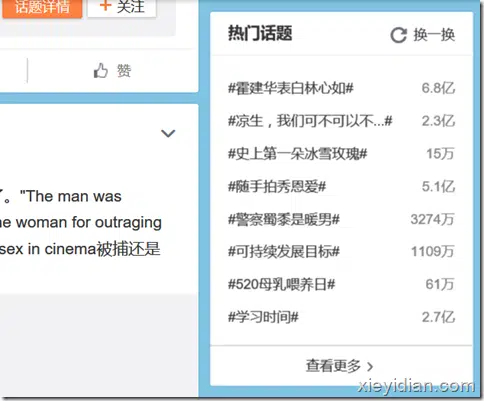 话题详情
+ 关注
赞
了。"The man was
ne woman for outraging
sex in cinema被捕还是
热门话题
换一换
#霍建华表白林心如# 6.8亿
#凉生，我们可不可以不...# 2.3亿
#史上第一朵冰雪玫瑰# 15万
#随手拍秀恩爱# 5.1亿
#警察蜀黍是暖男# 3274万
#可持续发展目标# 1109万
#520母乳喂养日# 61万
#学习时间# 2.7亿
查看更多 >
xieyidian.com